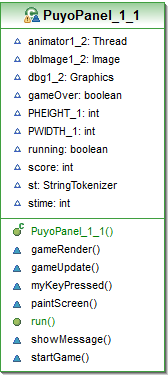 PuyoPanel_1_1
animator1_2: Thread
dbImage1_2: Image
dbg1_2: Graphics
gameOver: boolean
PHEIGHT_1: int
PWIDTH_1: int
running: boolean
score: int
st: StringTokenizer
stime: int
PuyoPanel_1_1()
gameRender()
gameUpdate()
myKeyPressed()
paintScreen()
run()
showMessage()
startGame()